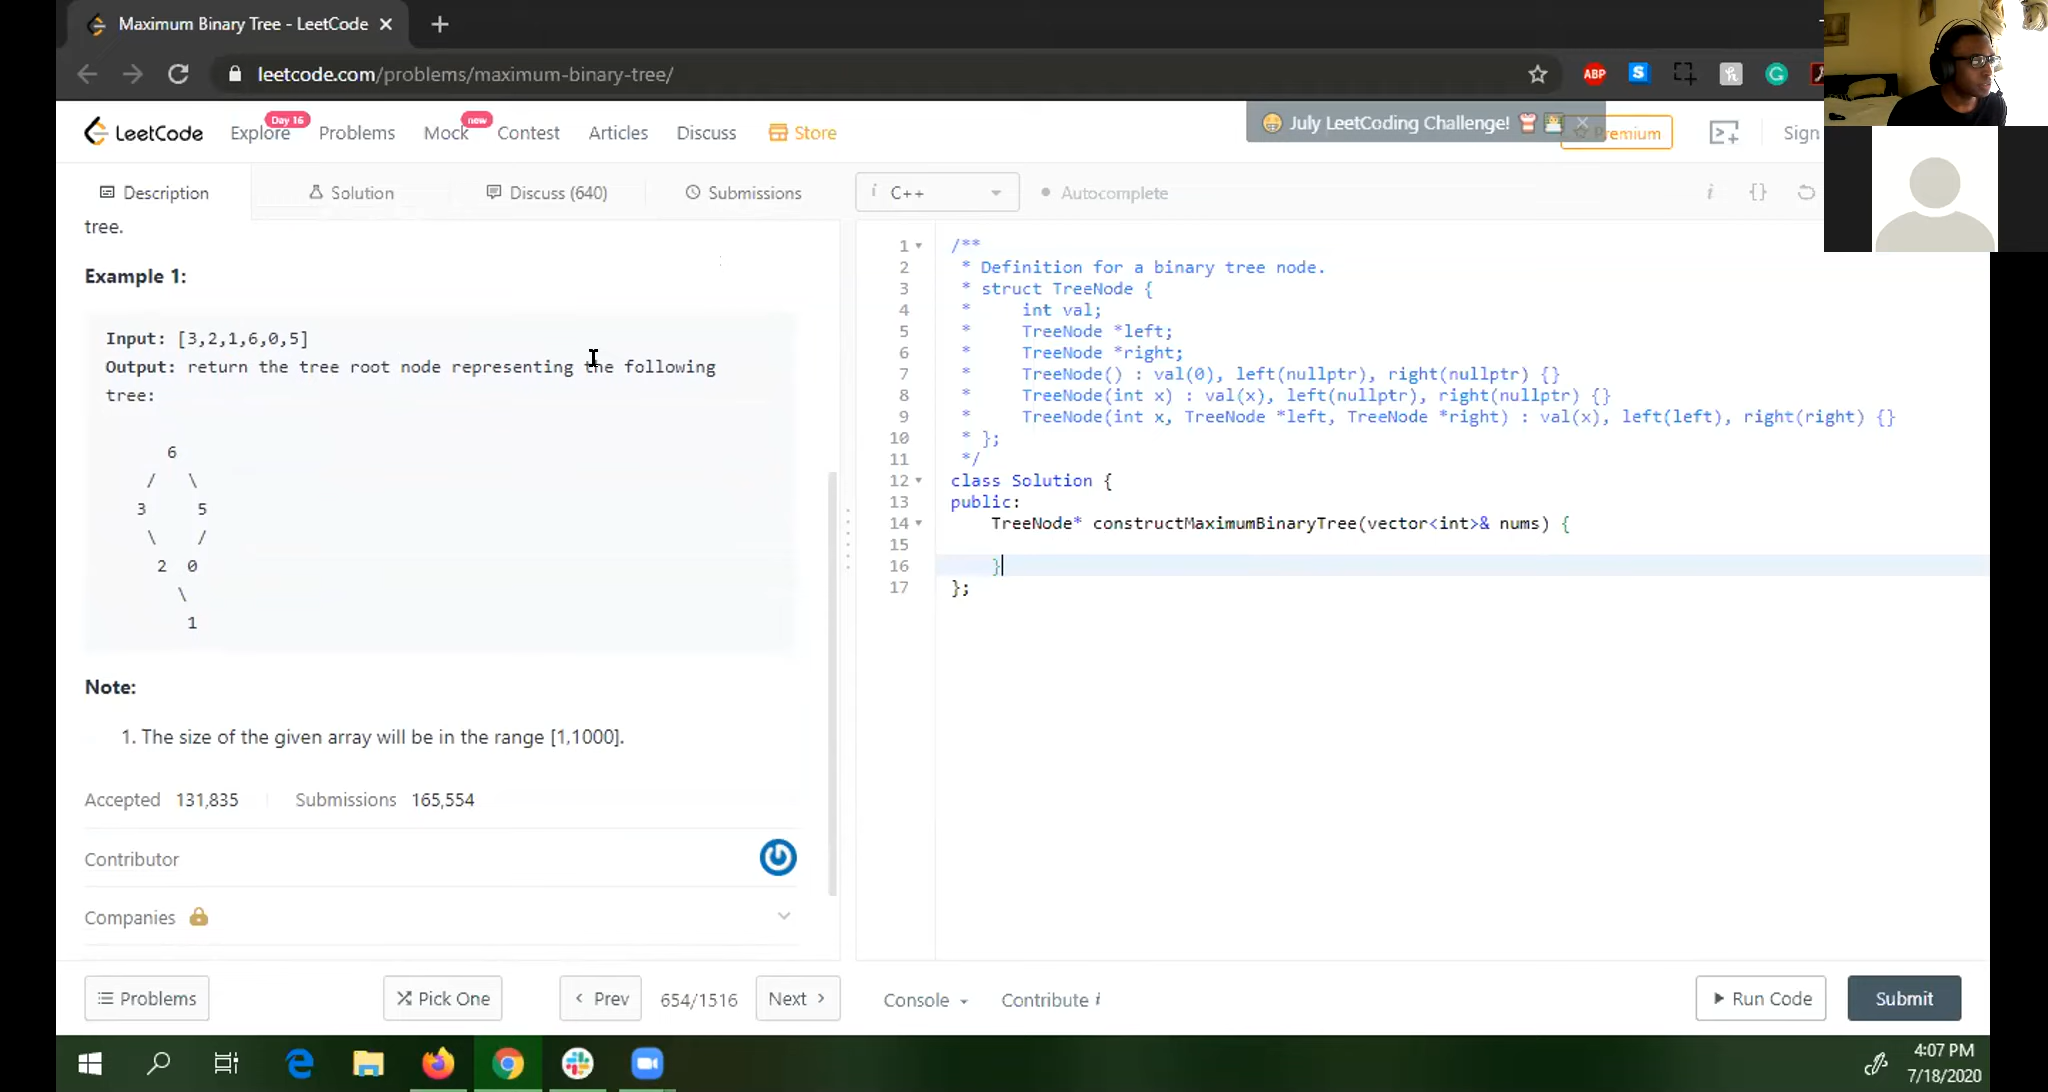 Maximum Binary Tree - LeetCode
leetcode.com/problems/maximum-binary-tree/
ABP
LeetCode Explore Day 16 Problems Mock new Contest Articles Discuss Store
July LeetCoding Challenge!
Premium
Sign
Description Solution Discuss (640) Submissions
i C++ Autocomplete i {}
tree.
Example 1:
Input: [3,2,1,6,0,5]
Output: return the tree root node representing the following
tree:
6
/ \
3 5
\ /
2 0
\
1
Note:
1. The size of the given array will be in the range [1,1000].
Accepted 131,835 Submissions 165,554
Contributor
Companies
1 /**
2 * Definition for a binary tree node.
3 * struct TreeNode {
4 * int val;
5 * TreeNode *left;
6 * TreeNode *right;
7 * TreeNode() : val(0), left(nullptr), right(nullptr) {}
8 * TreeNode(int x) : val(x), left(nullptr), right(nullptr) {}
9 * TreeNode(int x, TreeNode *left, TreeNode *right) : val(x), left(left), right(right) {}
10 * };
11 */
12 class Solution {
13 public:
14 TreeNode* constructMaximumBinaryTree(vector<int>& nums) {
15
16 }
17 };
Problems Pick One Prev 654/1516 Next
Console Contribute i Run Code Submit
4:07 PM
7/18/2020